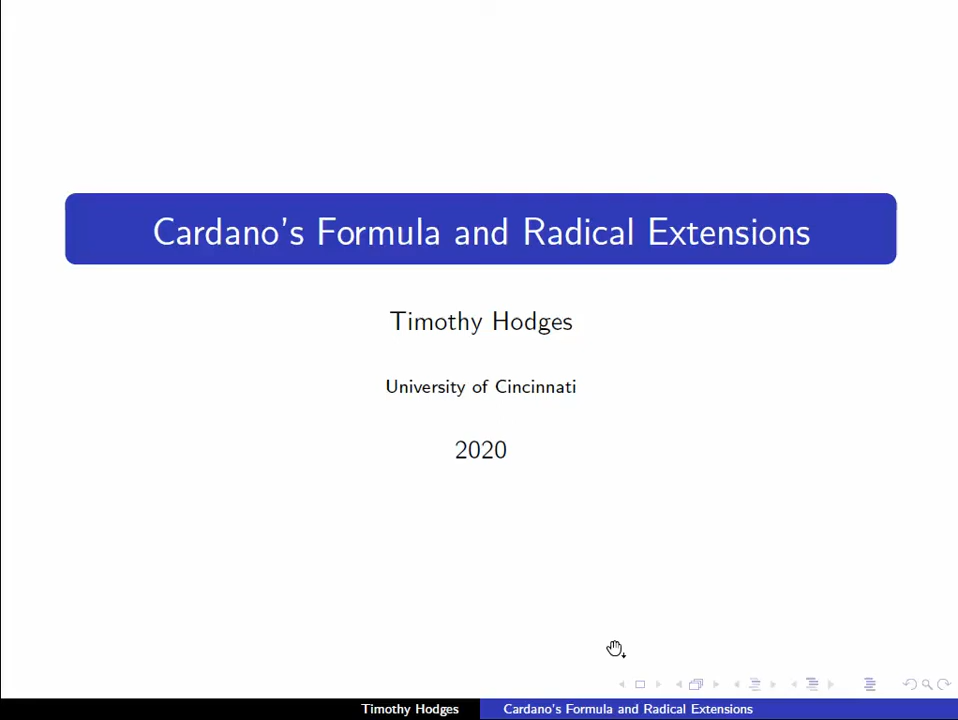 Cardano's Formula and Radical Extensions
Timothy Hodges
University of Cincinnati
2020
Timothy Hodges
Cardano's Formula and Radical Extensions